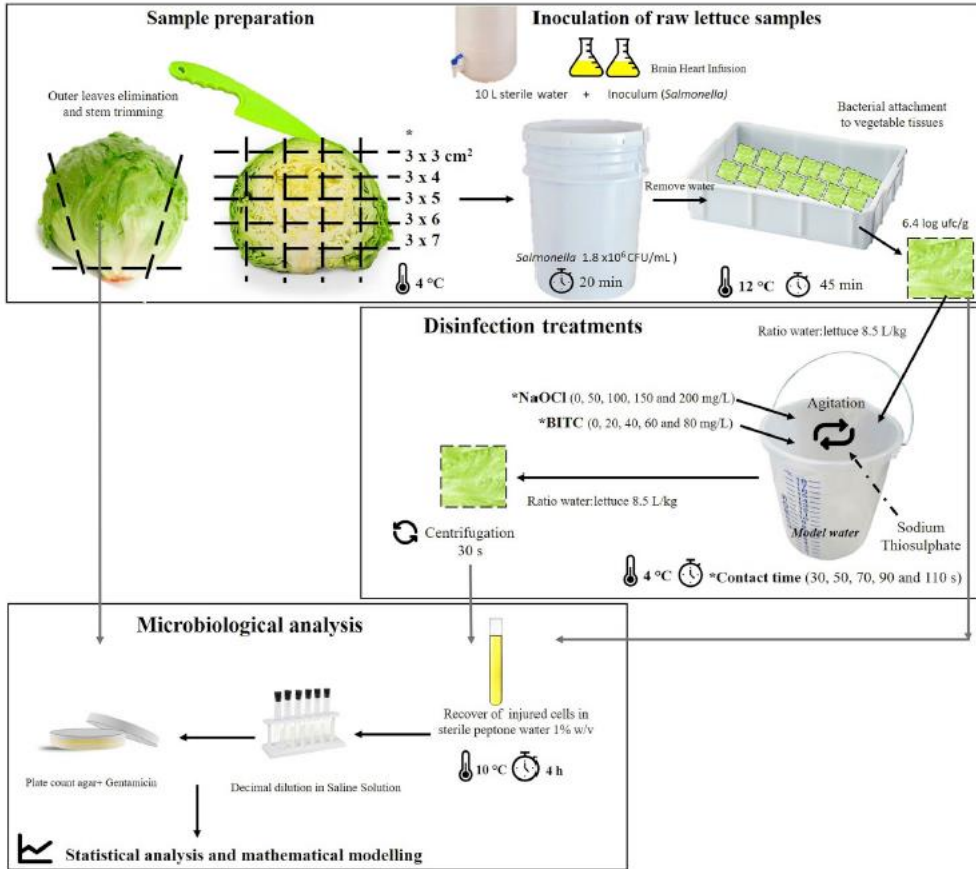 Sample preparation
Outer leaves elimination
and stem trimming
*
3 x 3 cm²
3 x 4
3 x 5
3 x 6
3 x 7
4 °C
Inoculation of raw lettuce samples
Brain Heart Infusion
10 L sterile water + Inoculum (Salmonella)
Salmonella 1.8 x10⁶ CFU/mL )
20 min
Remove water
Bacterial attachment
to vegetable tissues
12 °C 45 min
6.4 log ufc/g
Disinfection treatments
Ratio water:lettuce 8.5 L/kg
*NaOCl (0, 50, 100, 150 and 200 mg/L)
*BITC (0, 20, 40, 60 and 80 mg/L)
Agitation
Model water
Sodium
Thiosulphate
Ratio water:lettuce 8.5 L/kg
Centrifugation
30 s
4 °C *Contact time (30, 50, 70, 90 and 110 s)
Microbiological analysis
Recover of injured cells in
sterile peptone water 1% w/v
10 °C 4 h
Decimal dilution in Saline Solution
Plate count agar+ Gentamicin
Statistical analysis and mathematical modelling